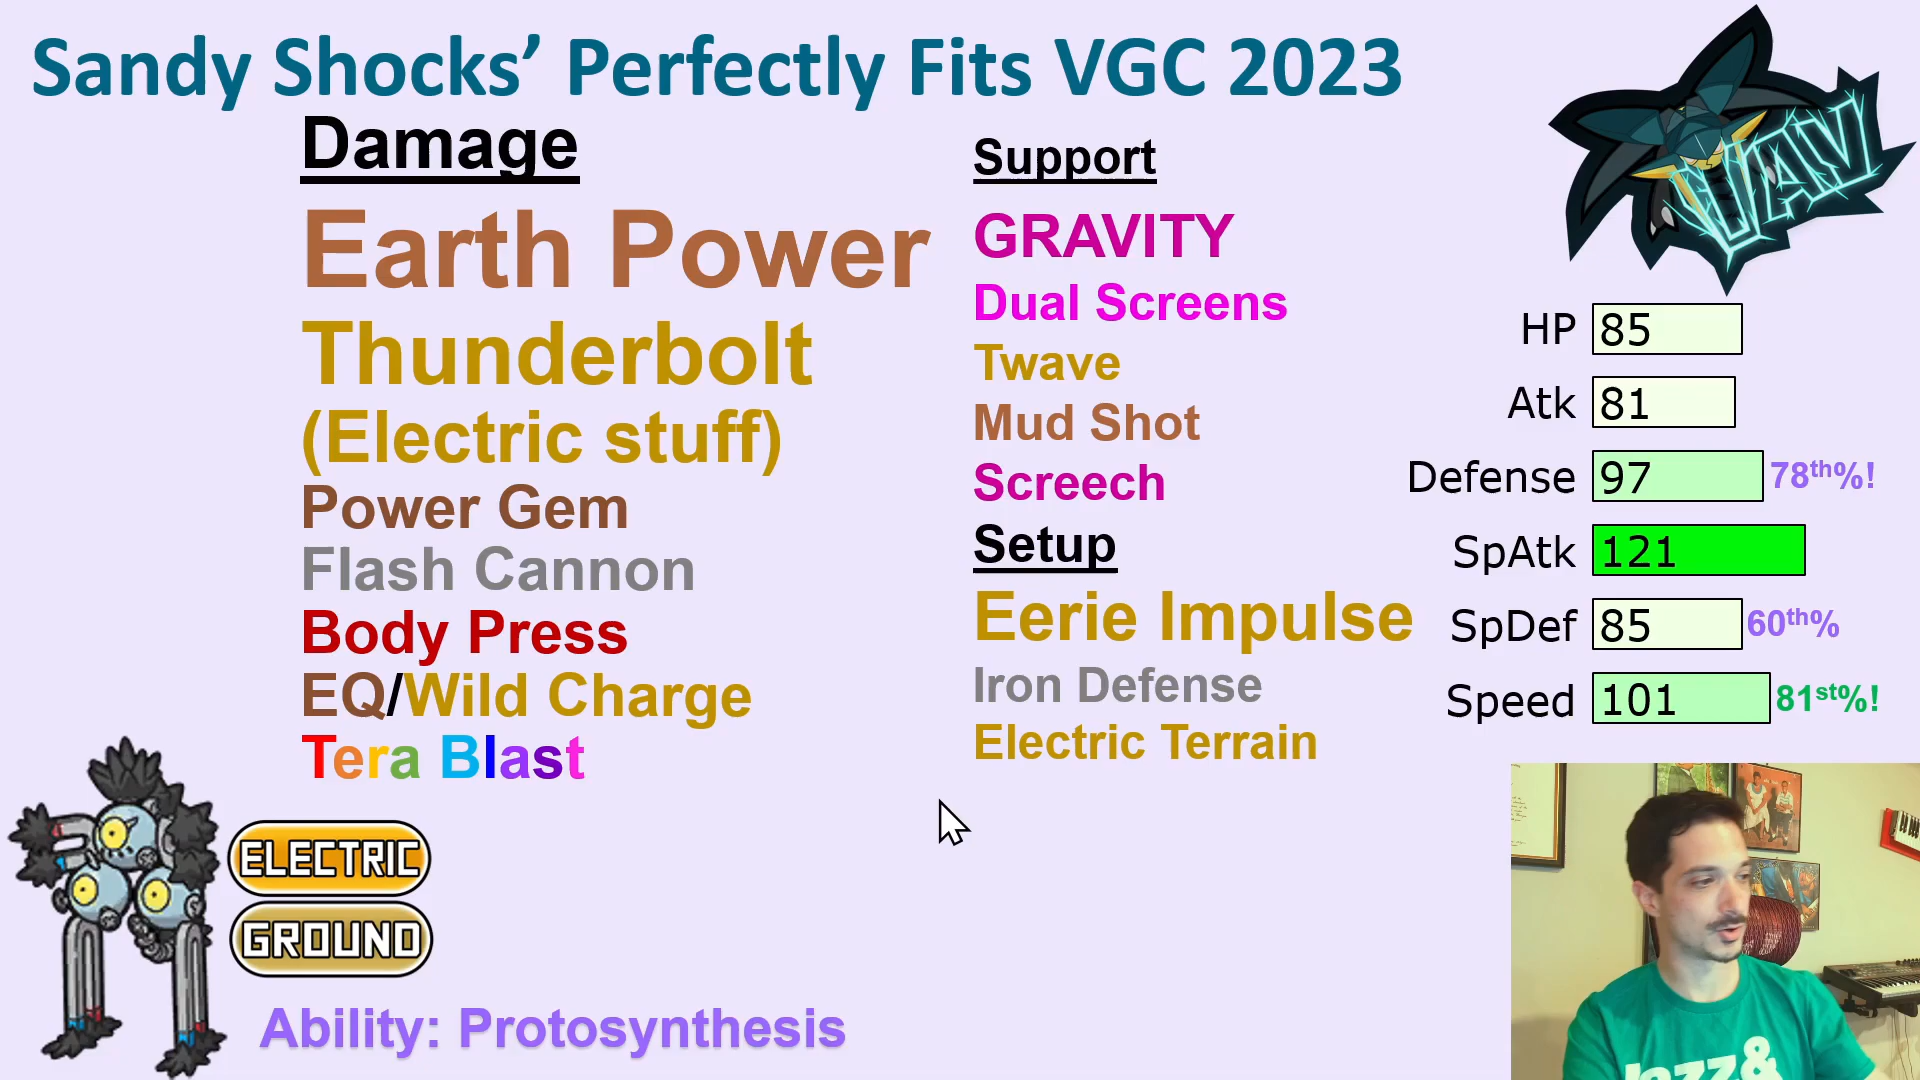 Sandy Shocks’ Perfectly Fits VGC 2023
Damage
Earth Power
Thunderbolt
(Electric stuff)
Power Gem
Flash Cannon
Body Press
EQ/Wild Charge
Tera Blast
Support
GRAVITY
Dual Screens
Twave
Mud Shot
Screech
Setup
Eerie Impulse
Iron Defense
Electric Terrain
UAV
HP 85
Atk 81
Defense 97 78th%!
SpAtk 121
SpDef 85 60th%
Speed 101 81st%!
ELECTRIC
GROUND
Ability: Protosynthesis
Jazz&